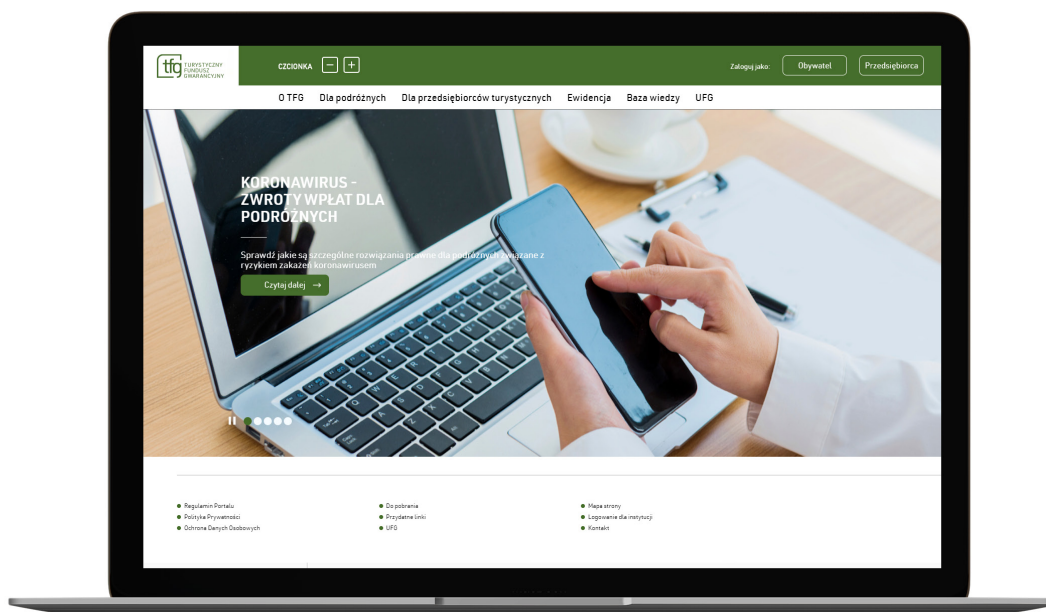 tfg TURYSTYCZNY
FUNDUSZ
GWARANCYJNY
CZCIONKA − +
Zaloguj jako: Obywatel Przedsiębiorca
O TFG Dla podróżnych Dla przedsiębiorców turystycznych Ewidencja Baza wiedzy UFG
KORONAWIRUS -
ZWROTY WPŁAT DLA
PODRÓŻNYCH
Sprawdź jakie są szczególne rozwiązania prawne dla podróżnych związane z
ryzykiem zakażeń koronawirusem
Czytaj dalej →
Regulamin Portalu
Polityka Prywatności
Ochrona Danych Osobowych
Do pobrania
Przydatne linki
UFG
Mapa strony
Logowanie dla instytucji
Kontakt